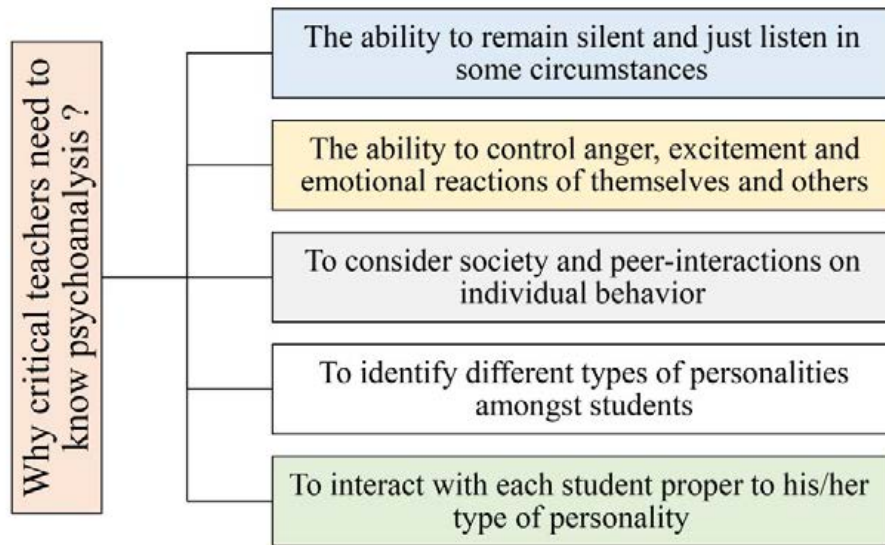 Why critical teachers need to
know psychoanalysis ?
The ability to remain silent and just listen in
some circumstances
The ability to control anger, excitement and
emotional reactions of themselves and others
To consider society and peer-interactions on
individual behavior
To identify different types of personalities
amongst students
To interact with each student proper to his/her
type of personality